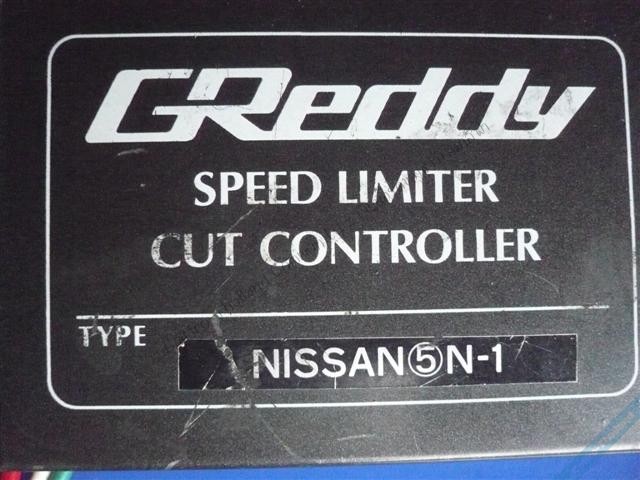 GReddy
SPEED LIMITER
CUT CONTROLLER
TYPE
NISSAN⑤N-1